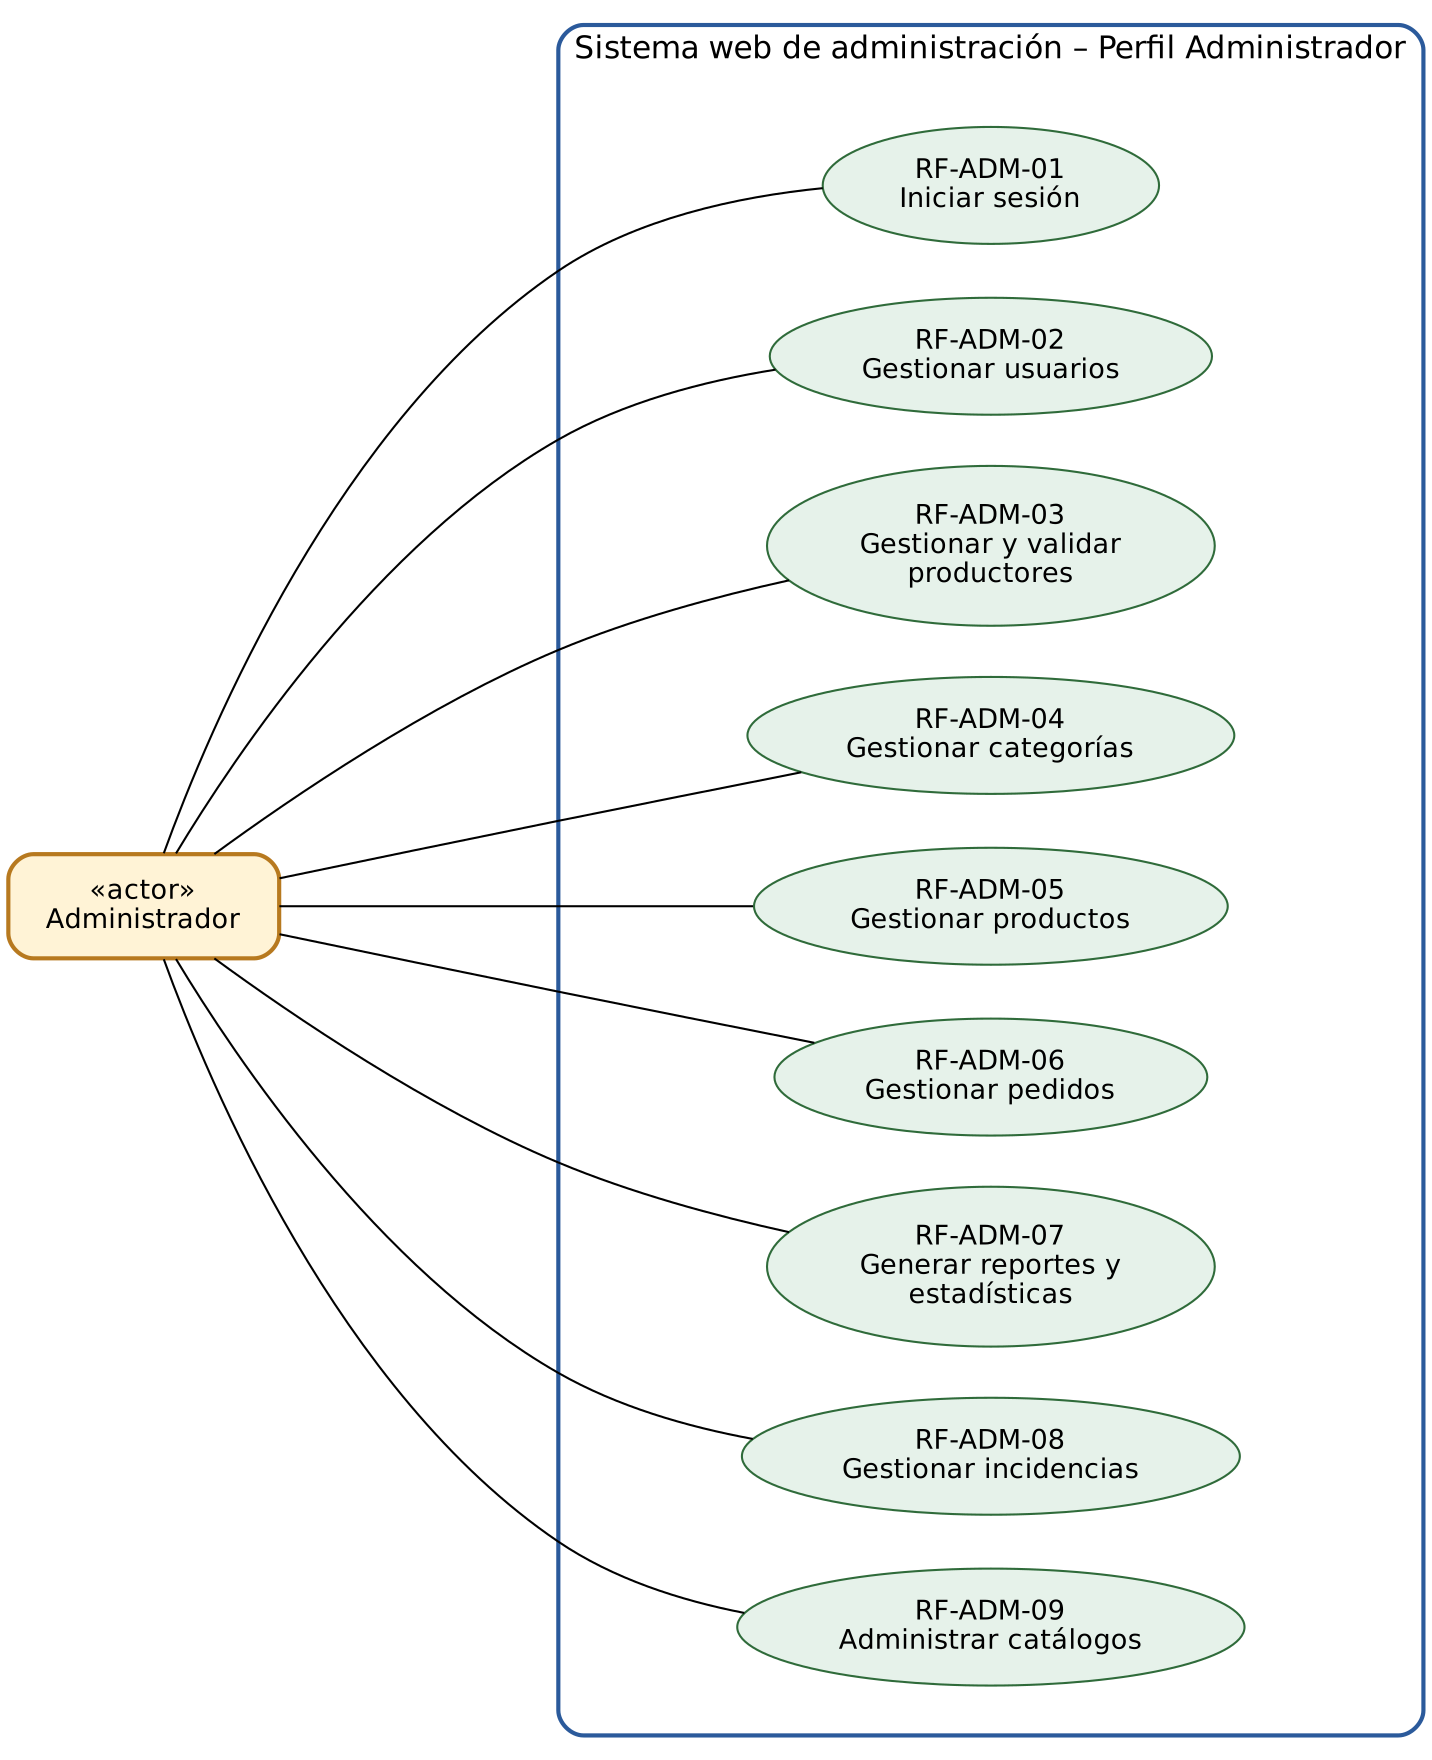 Sistema web de administración – Perfil Administrador
RF-ADM-01
Iniciar sesión
RF-ADM-02
Gestionar usuarios
RF-ADM-03
Gestionar y validar
productores
RF-ADM-04
Gestionar categorías
«actor»
Administrador
RF-ADM-05
Gestionar productos
RF-ADM-06
Gestionar pedidos
RF-ADM-07
Generar reportes y
estadísticas
RF-ADM-08
Gestionar incidencias
RF-ADM-09
Administrar catálogos